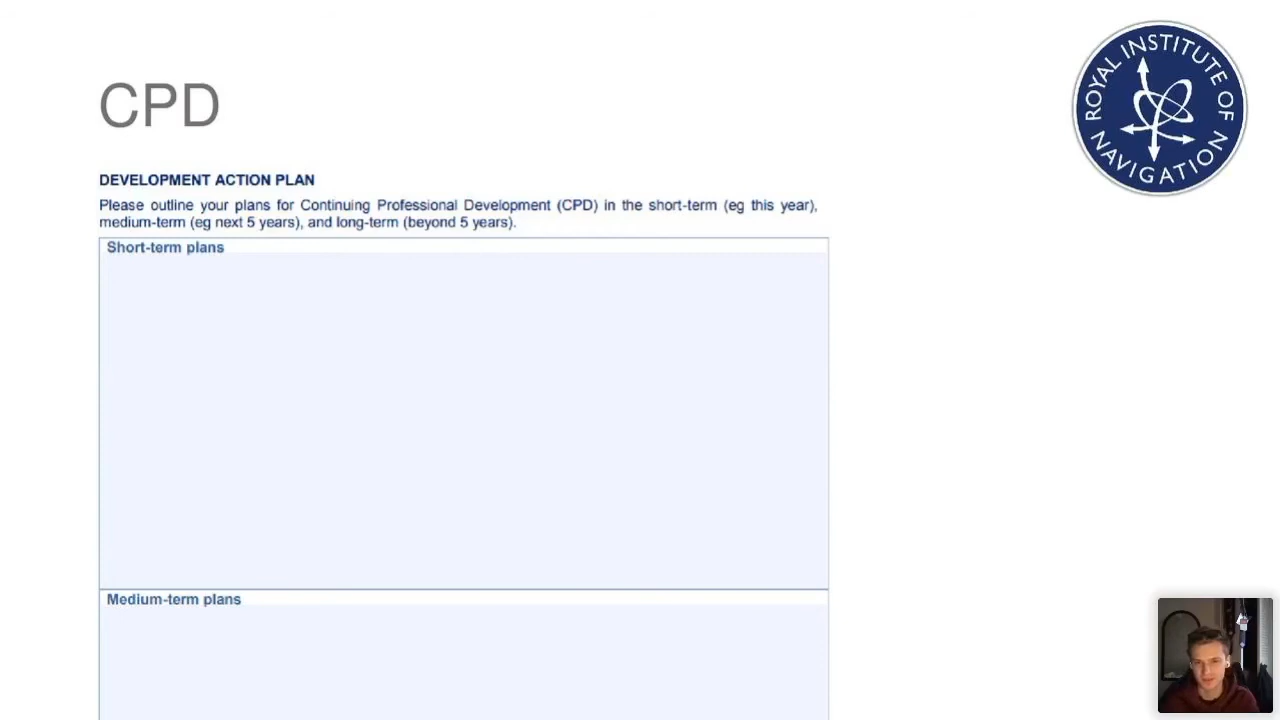 CPD
ROYAL INSTITUTE OF
NAVIGATION
DEVELOPMENT ACTION PLAN
Please outline your plans for Continuing Professional Development (CPD) in the short-term (eg this year),
medium-term (eg next 5 years), and long-term (beyond 5 years).
Short-term plans
Medium-term plans